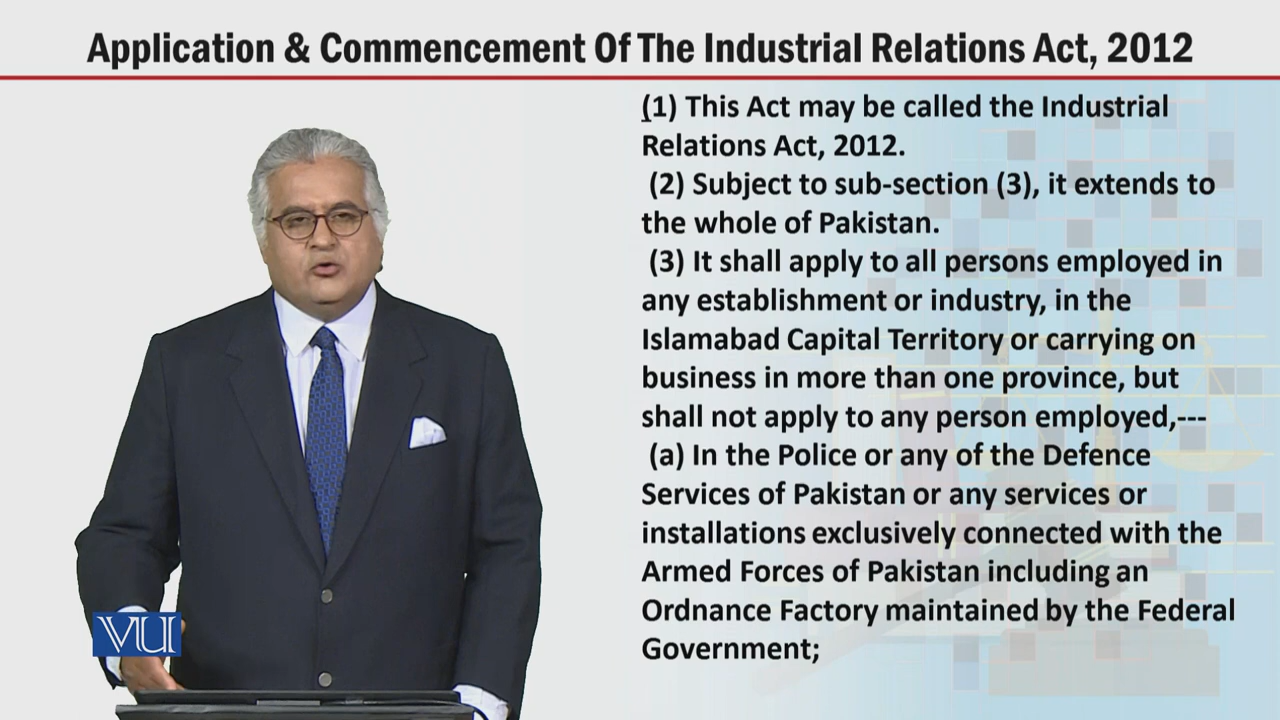 Application & Commencement Of The Industrial Relations Act, 2012
(1) This Act may be called the Industrial
Relations Act, 2012.
(2) Subject to sub-section (3), it extends to
the whole of Pakistan.
(3) It shall apply to all persons employed in
any establishment or industry, in the
Islamabad Capital Territory or carrying on
business in more than one province, but
shall not apply to any person employed,---
(a) In the Police or any of the Defence
Services of Pakistan or any services or
installations exclusively connected with the
Armed Forces of Pakistan including an
Ordnance Factory maintained by the Federal
Government;
VU